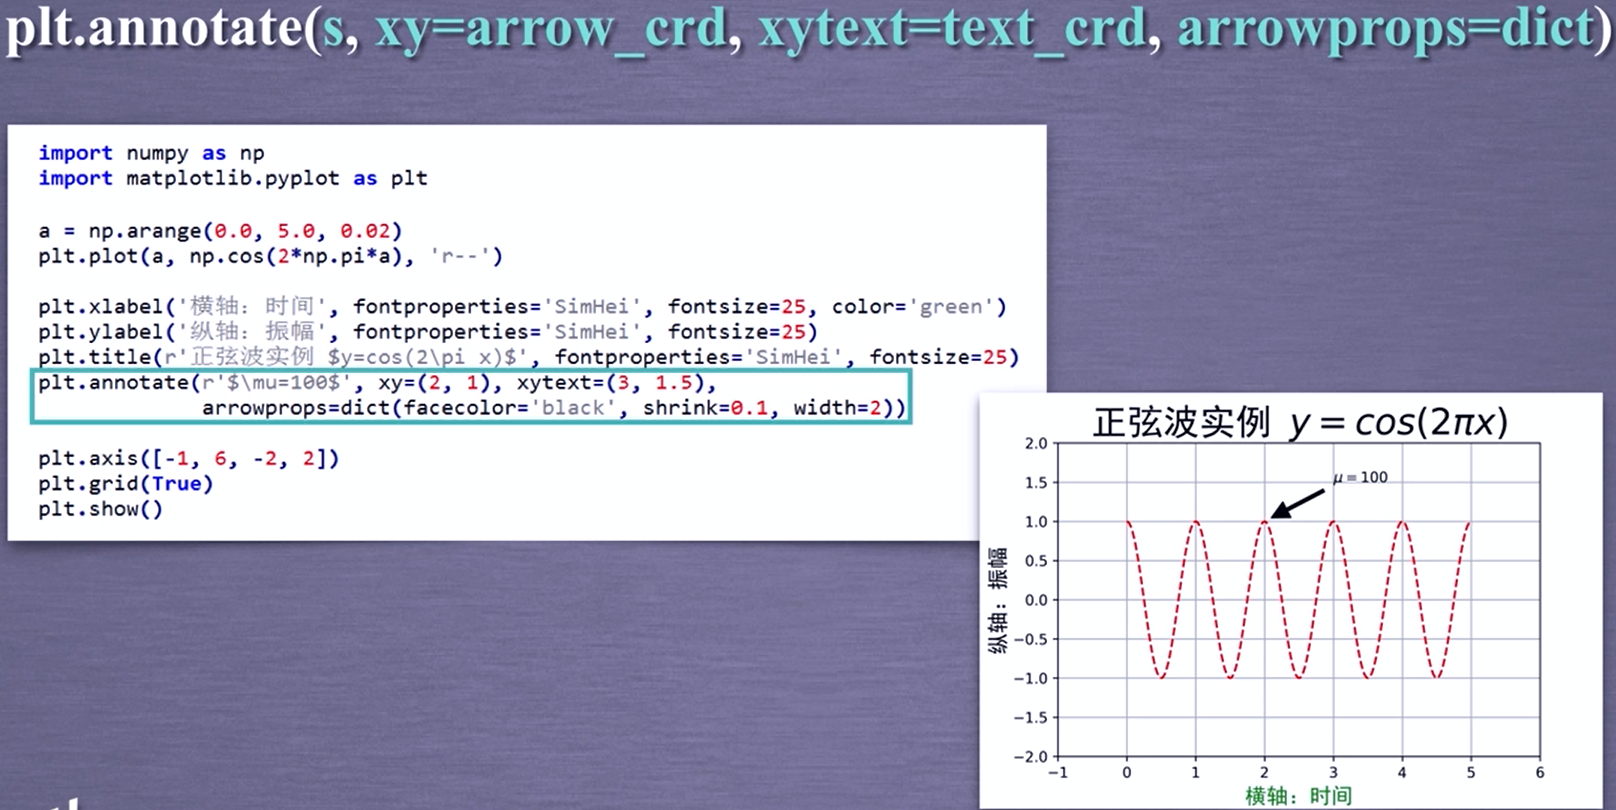 plt.annotate(s, xy=arrow_crd, xytext=text_crd, arrowprops=dict)
import numpy as np
import matplotlib.pyplot as plt
a = np.arange(0.0, 5.0, 0.02)
plt.plot(a, np.cos(2*np.pi*a), 'r--')
plt.xlabel('横轴：时间', fontproperties='SimHei', fontsize=25, color='green')
plt.ylabel('纵轴：振幅', fontproperties='SimHei', fontsize=25)
plt.title(r'正弦波实例 $y=cos(2\pi x)$', fontproperties='SimHei', fontsize=25)
plt.annotate(r'$\mu=100$', xy=(2, 1), xytext=(3, 1.5),
arrowprops=dict(facecolor='black', shrink=0.1, width=2))
plt.axis([-1, 6, -2, 2])
plt.grid(True)
plt.show()
正弦波实例 y = cos(2πx)
2.0
1.5
1.0
0.5
0.0
−0.5
−1.0
−1.5
−2.0
μ = 100
纵轴：振幅
−1 0 1 2 3 4 5 6
横轴：时间